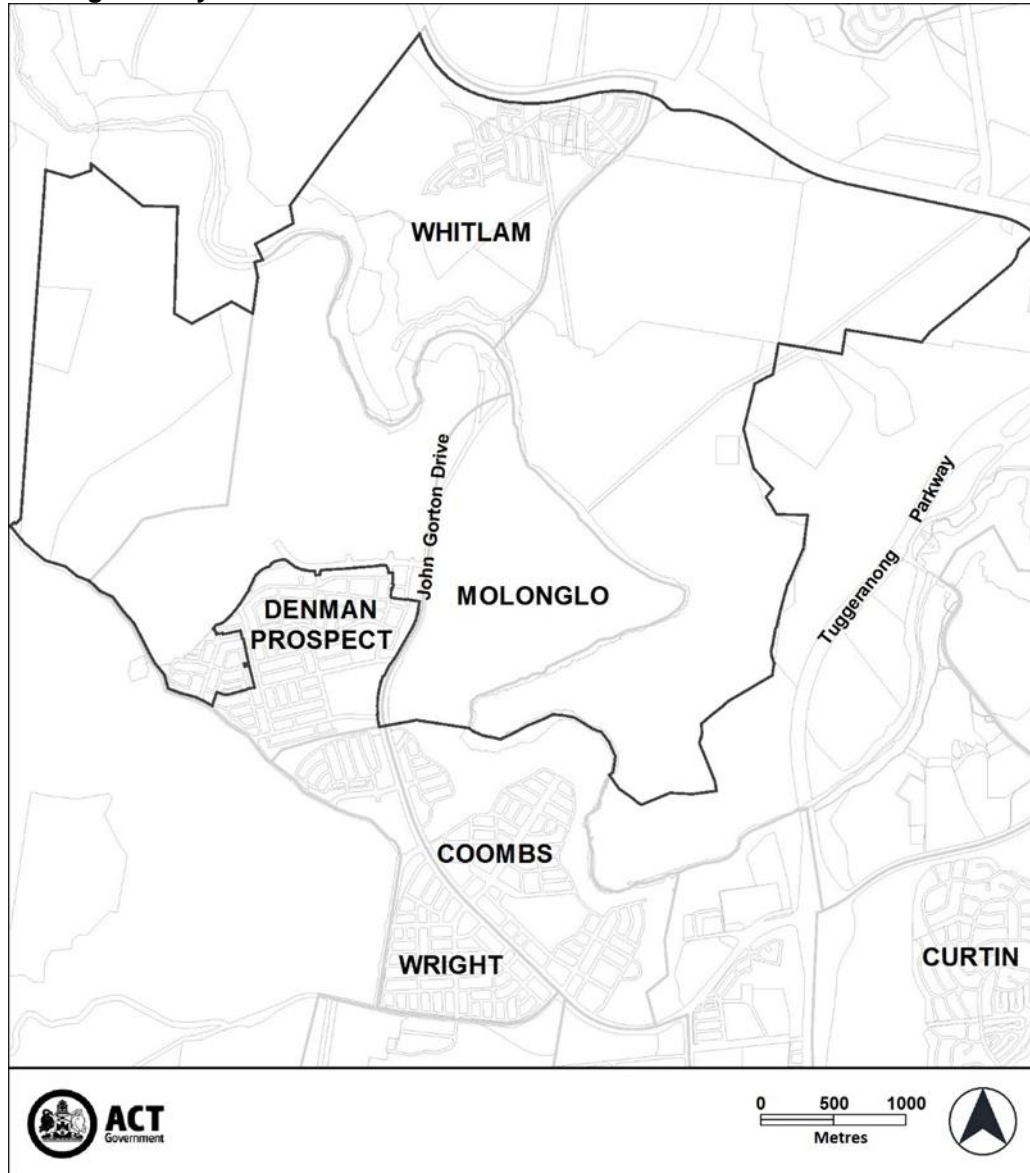 WHITLAM
John Gorton Drive
Parkway
Tuggeranong
MOLONGLO
DENMAN
PROSPECT
COOMBS
WRIGHT
CURTIN
ACT
Government
0 500 1000
Metres